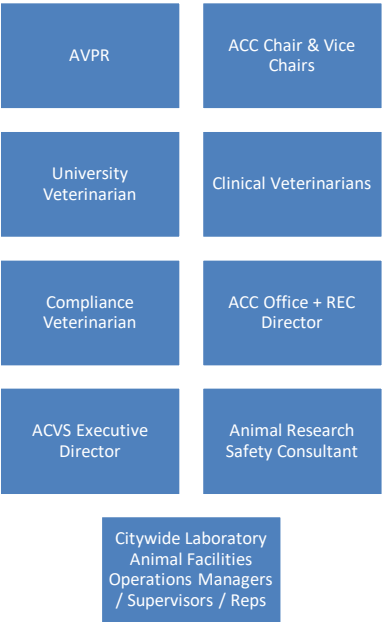 AVPR
ACC Chair & Vice
Chairs
University
Veterinarian
Clinical Veterinarians
Compliance
Veterinarian
ACC Office + REC
Director
ACVS Executive
Director
Animal Research
Safety Consultant
Citywide Laboratory
Animal Facilities
Operations Managers
/ Supervisors / Reps